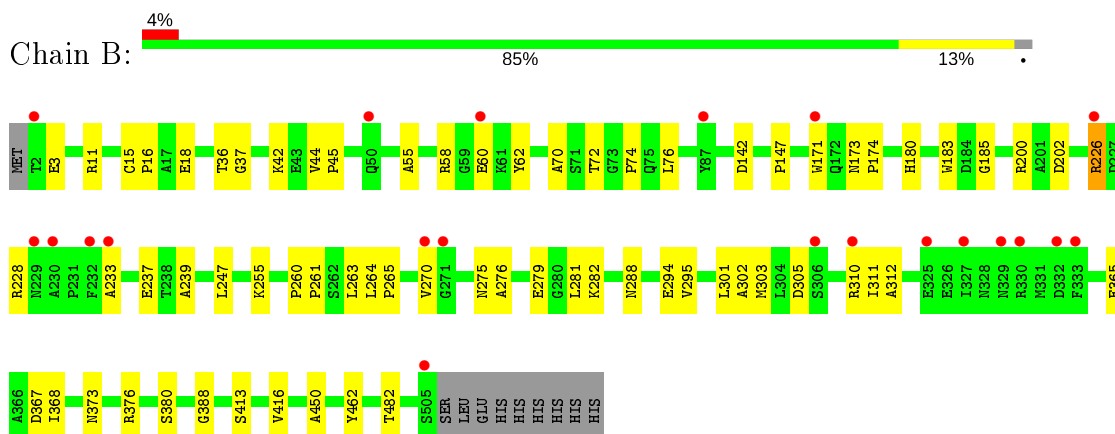 4%
Chain B:
85% 13% •
MET T2 E3 R11 C15 P16 A17 E18 T36 G37 K42 E43 V44 P45 Q50 A55 R58 G59 E60 K61 Y62 A70 S71 T72 G73 P74 Q75 L76 Y87 D142 P147 W171 Q172 N173 P174 H180 W183 D184 G185 R200 A201 D202 R226 D227
R228 N229 A230 P231 F232 A233 E237 T238 A239 L247 K255 P260 P261 S262 L263 L264 P265 V270 G271 N275 A276 E279 G280 L281 K282 N288 E294 V295 L301 A302 M303 L304 D305 S306 R310 I311 A312 E325 E326 I327 N328 N329 R330 M331 D332 F333 E365
A366 D367 I368 N373 R376 S380 G388 S413 V416 A450 Y462 T482 S505 SER LEU GLU HIS HIS HIS HIS HIS HIS